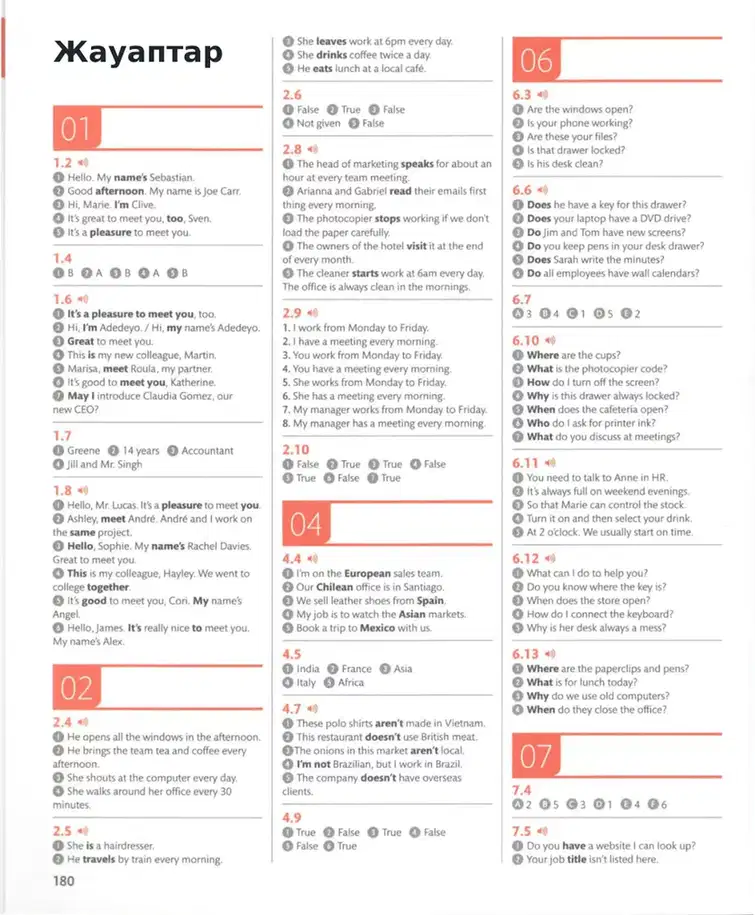 Жауаптар
01
1.2
1 Hello. My name's Sebastian.
2 Good afternoon. My name is Joe Carr.
3 Hi, Marie. I'm Clive.
4 It's great to meet you, too, Sven.
5 It's a pleasure to meet you.
1.4
1 B 2 A 3 B 4 A 5 B
1.6
1 It's a pleasure to meet you, too.
2 Hi, I'm Adedeyo. / Hi, my name's Adedeyo.
3 Great to meet you.
4 This is my new colleague, Martin.
5 Marisa, meet Roula, my partner.
6 It's good to meet you, Katherine.
7 May I introduce Claudia Gomez, our
new CEO?
1.7
1 Greene 2 14 years 3 Accountant
4 Jill and Mr. Singh
1.8
1 Hello, Mr. Lucas. It's a pleasure to meet you.
2 Ashley, meet André. André and I work on
the same project.
3 Hello, Sophie. My name's Rachel Davies.
Great to meet you.
4 This is my colleague, Hayley. We went to
college together.
5 It's good to meet you, Cori. My name's
Angel.
6 Hello, James. It's really nice to meet you.
My name's Alex.
02
2.4
1 He opens all the windows in the afternoon.
2 He brings the team tea and coffee every
afternoon.
3 She shouts at the computer every day.
4 She walks around her office every 30
minutes.
2.5
1 She is a hairdresser.
2 He travels by train every morning.
180
3 She leaves work at 6pm every day.
4 She drinks coffee twice a day.
5 He eats lunch at a local café.
2.6
1 False 2 True 3 False
4 Not given 5 False
2.8
1 The head of marketing speaks for about an
hour at every team meeting.
2 Arianna and Gabriel read their emails first
thing every morning.
3 The photocopier stops working if we don't
load the paper carefully.
4 The owners of the hotel visit it at the end
of every month.
5 The cleaner starts work at 6am every day.
The office is always clean in the mornings.
2.9
1. I work from Monday to Friday.
2. I have a meeting every morning.
3. You work from Monday to Friday.
4. You have a meeting every morning.
5. She works from Monday to Friday.
6. She has a meeting every morning.
7. My manager works from Monday to Friday.
8. My manager has a meeting every morning.
2.10
1 False 2 True 3 True 4 False
5 True 6 False 7 True
04
4.4
1 I'm on the European sales team.
2 Our Chilean office is in Santiago.
3 We sell leather shoes from Spain.
4 My job is to watch the Asian markets.
5 Book a trip to Mexico with us.
4.5
1 India 2 France 3 Asia
4 Italy 5 Africa
4.7
1 These polo shirts aren't made in Vietnam.
2 This restaurant doesn't use British meat.
3 The onions in this market aren't local.
4 I'm not Brazilian, but I work in Brazil.
5 The company doesn't have overseas
clients.
4.9
1 True 2 False 3 True 4 False
5 False 6 True
06
6.3
1 Are the windows open?
2 Is your phone working?
3 Are these your files?
4 Is that drawer locked?
5 Is his desk clean?
6.6
1 Does he have a key for this drawer?
2 Does your laptop have a DVD drive?
3 Do Jim and Tom have new screens?
4 Do you keep pens in your desk drawer?
5 Does Sarah write the minutes?
6 Do all employees have wall calendars?
6.7
A 3 B 4 C 1 D 5 E 2
6.10
1 Where are the cups?
2 What is the photocopier code?
3 How do I turn off the screen?
4 Why is this drawer always locked?
5 When does the cafeteria open?
6 Who do I ask for printer ink?
7 What do you discuss at meetings?
6.11
1 You need to talk to Anne in HR.
2 It's always full on weekend evenings.
3 So that Marie can control the stock.
4 Turn it on and then select your drink.
5 At 2 o'clock. We usually start on time.
6.12
1 What can I do to help you?
2 Do you know where the key is?
3 When does the store open?
4 How do I connect the keyboard?
5 Why is her desk always a mess?
6.13
1 Where are the paperclips and pens?
2 What is for lunch today?
3 Why do we use old computers?
4 When do they close the office?
07
7.4
A 2 B 5 C 3 D 1 E 4 F 6
7.5
1 Do you have a website I can look up?
2 Your job title isn't listed here.